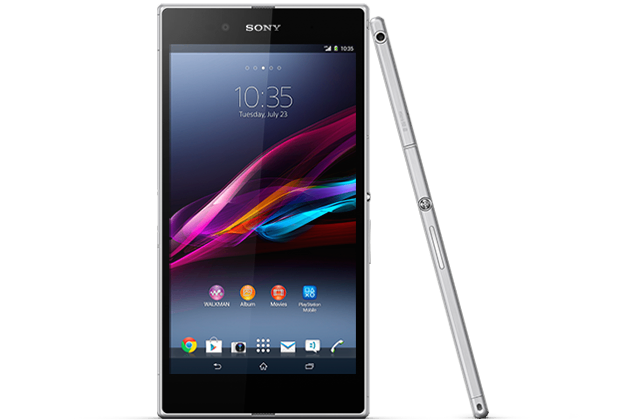 SONY
10:35
10:35
Tuesday, July 23
WALKMAN
Album
Movies
PlayStation
Mobile